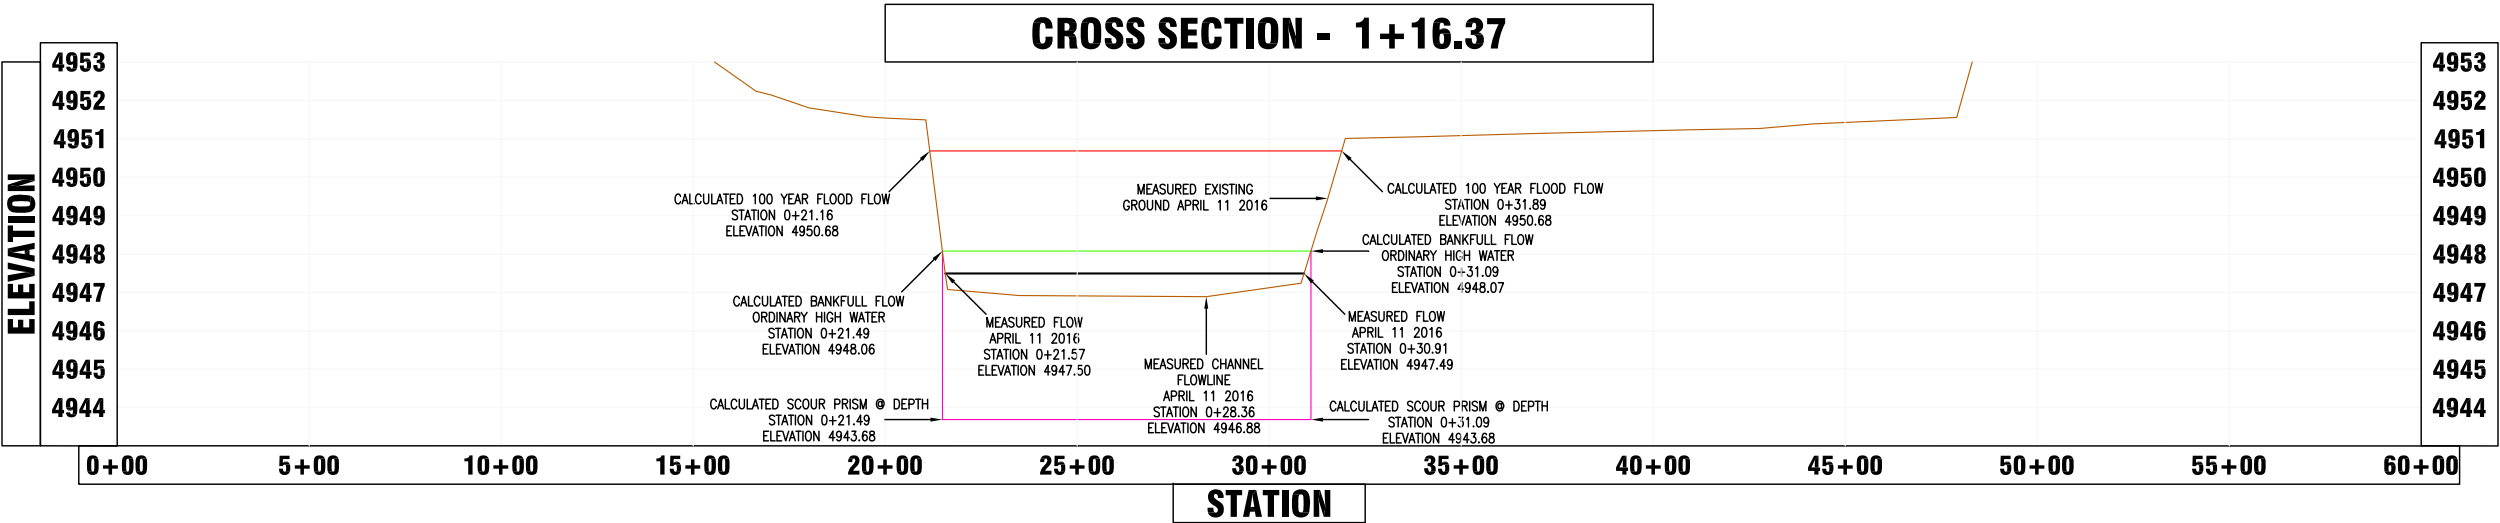 CROSS SECTION - 1+16.37
ELEVATION
4953
4952
4951
4950
4949
4948
4947
4946
4945
4944
CALCULATED 100 YEAR FLOOD FLOW
STATION 0+21.16
ELEVATION 4950.68
CALCULATED BANKFULL FLOW
ORDINARY HIGH WATER
STATION 0+21.49
ELEVATION 4948.06
CALCULATED SCOUR PRISM @ DEPTH
STATION 0+21.49
ELEVATION 4943.68
MEASURED FLOW
APRIL 11 2016
STATION 0+21.57
ELEVATION 4947.50
MEASURED EXISTING
GROUND APRIL 11 2016
MEASURED CHANNEL
FLOWLINE
APRIL 11 2016
STATION 0+28.36
ELEVATION 4946.88
CALCULATED 100 YEAR FLOOD FLOW
STATION 0+31.89
ELEVATION 4950.68
CALCULATED BANKFULL FLOW
ORDINARY HIGH WATER
STATION 0+31.09
ELEVATION 4948.07
MEASURED FLOW
APRIL 11 2016
STATION 0+30.91
ELEVATION 4947.49
CALCULATED SCOUR PRISM @ DEPTH
STATION 0+31.09
ELEVATION 4943.68
4953
4952
4951
4950
4949
4948
4947
4946
4945
4944
0+00 5+00 10+00 15+00 20+00 25+00 30+00 35+00 40+00 45+00 50+00 55+00 60+00
STATION